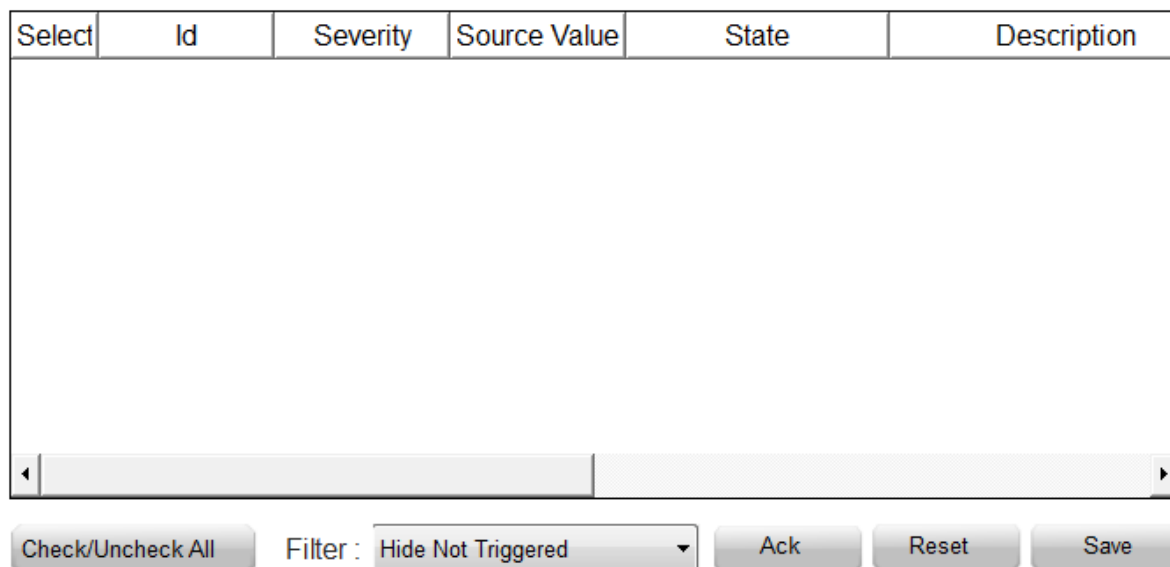 Select Id Severity Source Value State Description
Check/Uncheck All Filter : Hide Not Triggered Ack Reset Save